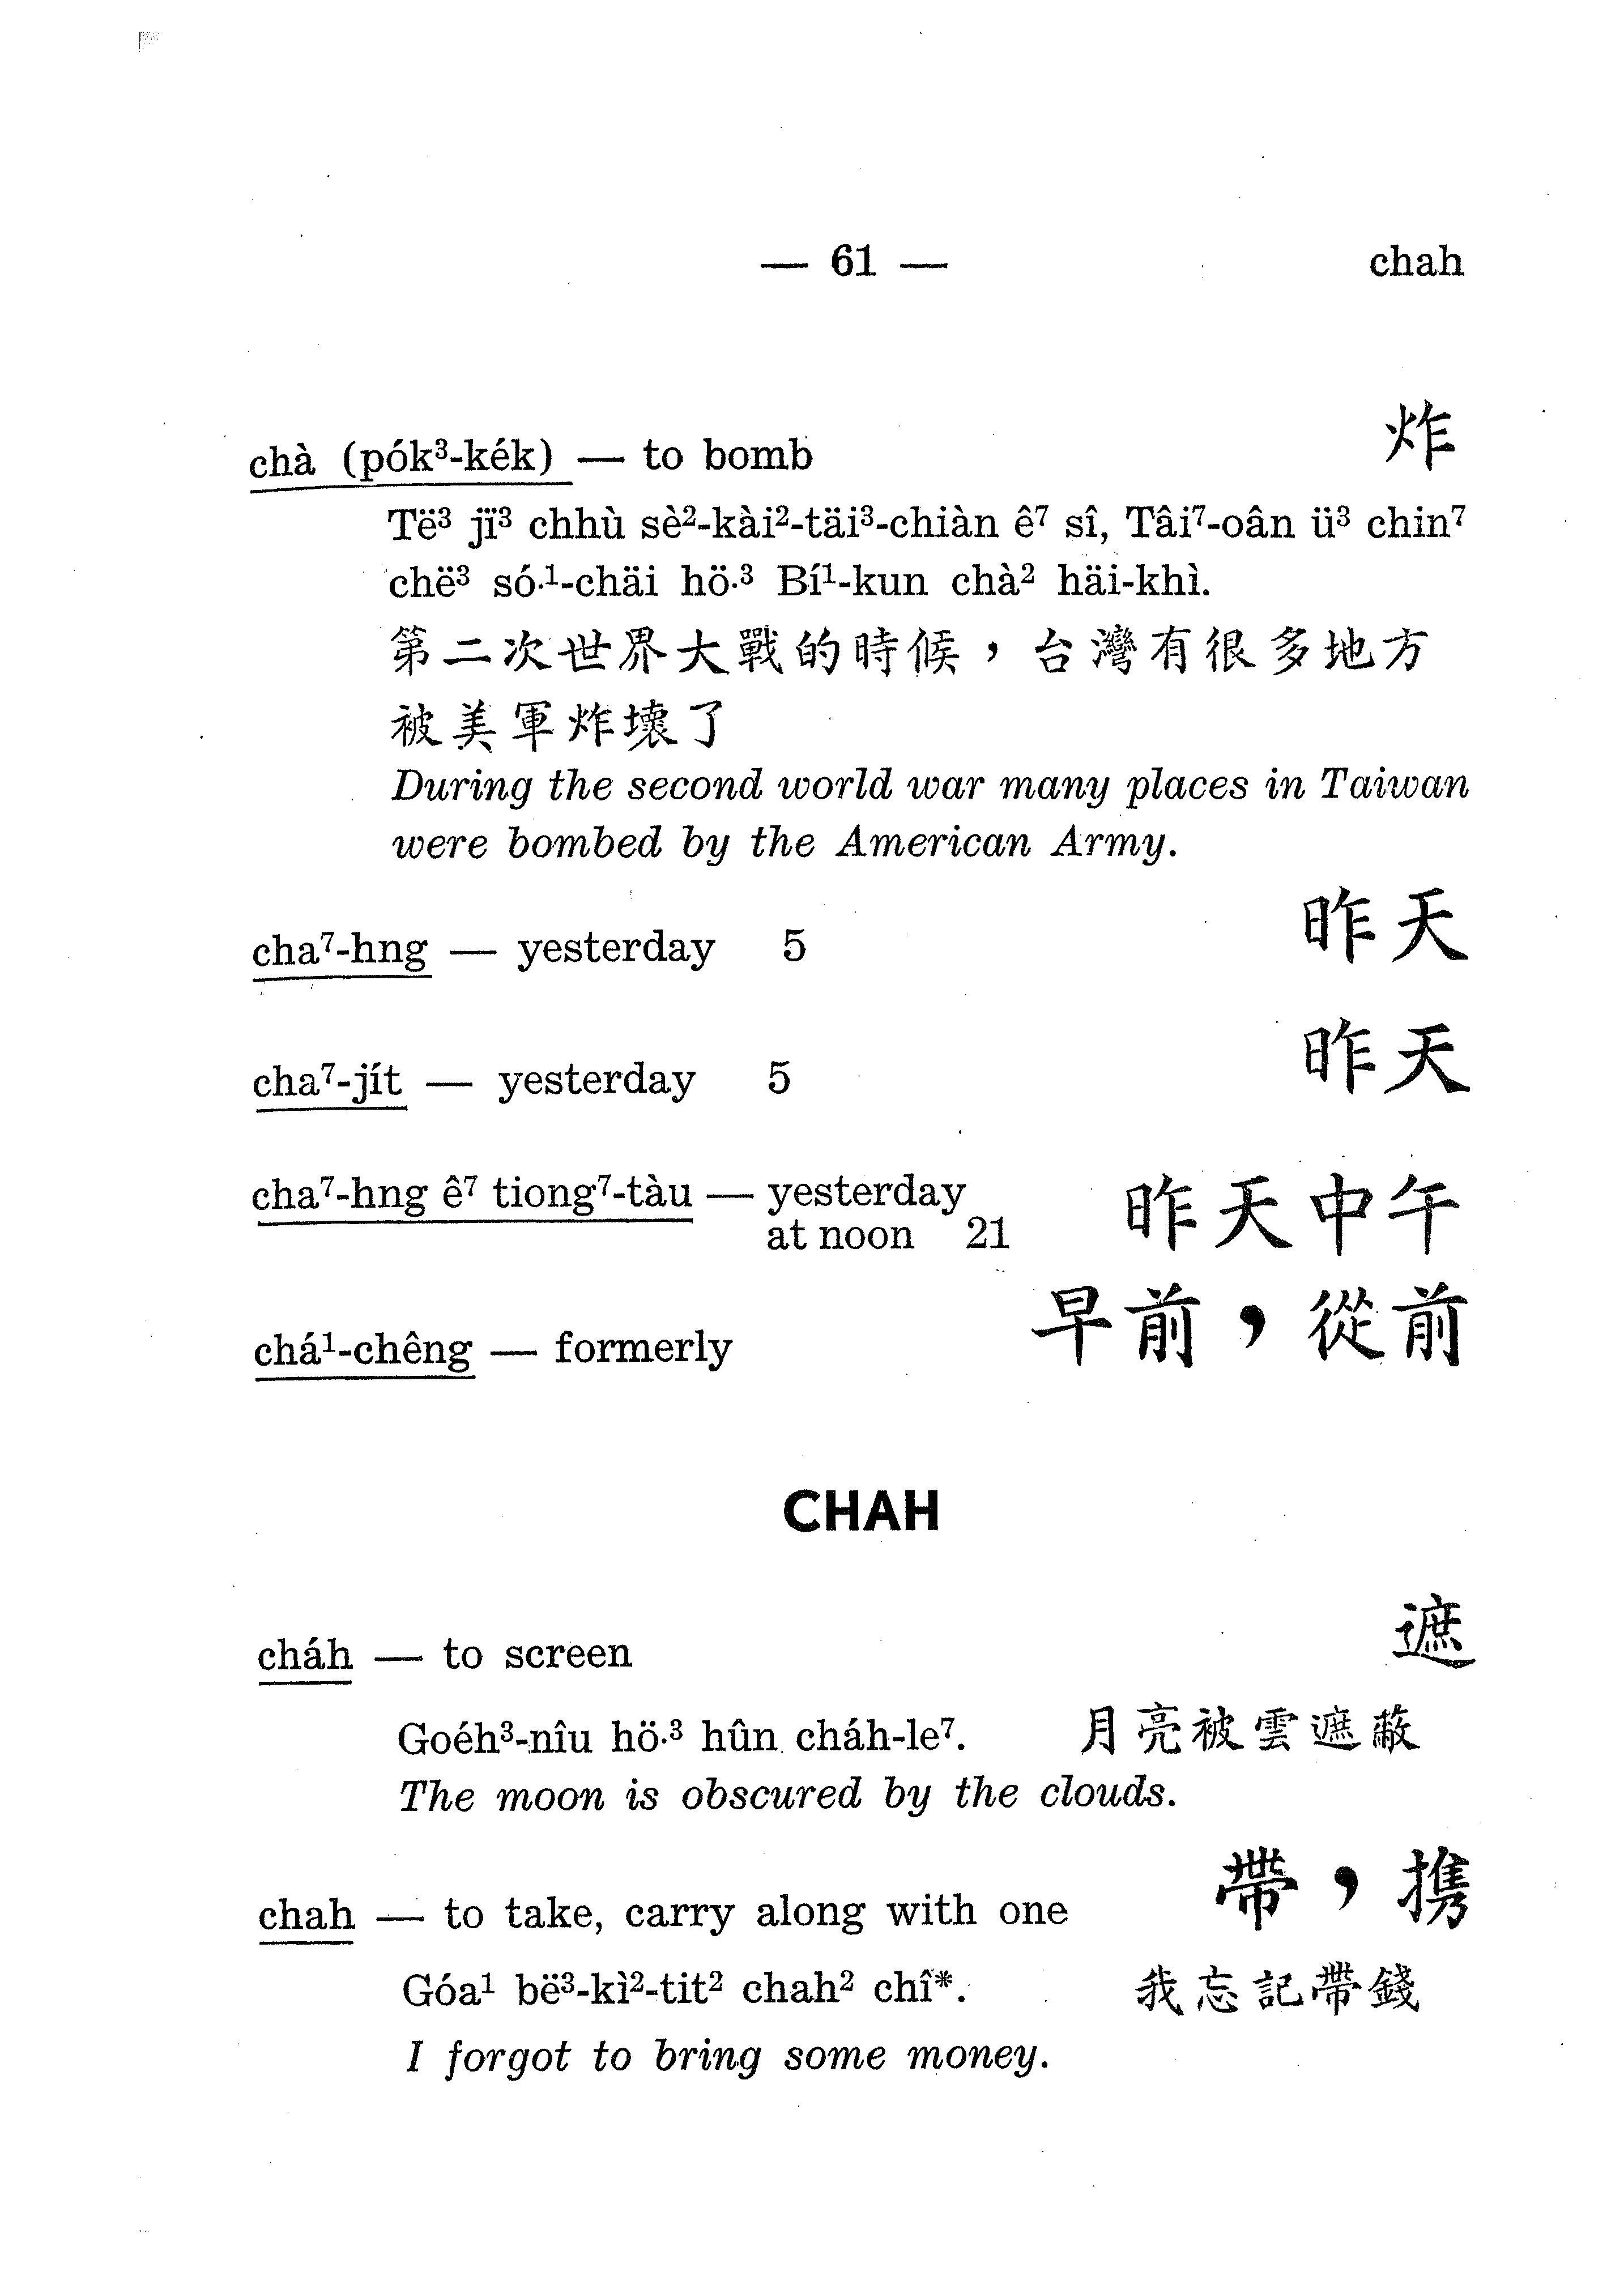 — 61 — chah
chà (pók³-kék) — to bomb 炸
Të³ jï³ chhù sè²-kài²-täi³-chiàn ê⁷ sî, Tâi⁷-oân ü³ chin⁷
chë³ só·¹-chäi hö·³ Bí¹-kun chà² häi-khì.
第二次世界大戰的時候，台灣有很多地方
被美軍炸壞了
During the second world war many places in Taiwan
were bombed by the American Army.
cha⁷-hng — yesterday 5 昨天
cha⁷-jít — yesterday 5 昨天
cha⁷-hng ê⁷ tiong⁷-tàu — yesterday 昨天中午
at noon 21
chá¹-chêng — formerly 早前，從前
CHAH
cháh — to screen 遮
Goéh³-nîu hö·³ hûn cháh-le⁷. 月亮被雲遮蔽
The moon is obscured by the clouds.
chah — to take, carry along with one 帶，携
Góa¹ bë³-kì²-tit² chah² chî*. 我忘記帶錢
I forgot to bring some money.